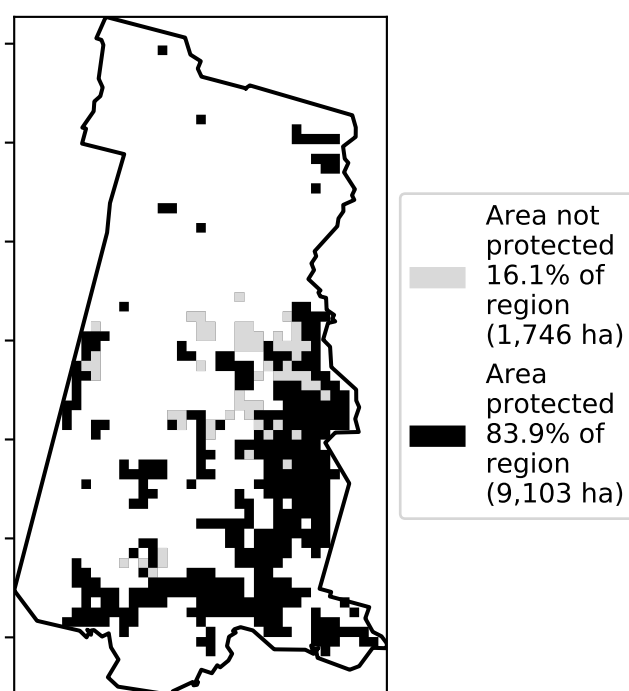 Area not
protected
16.1% of
region
(1,746 ha)
Area
protected
83.9% of
region
(9,103 ha)